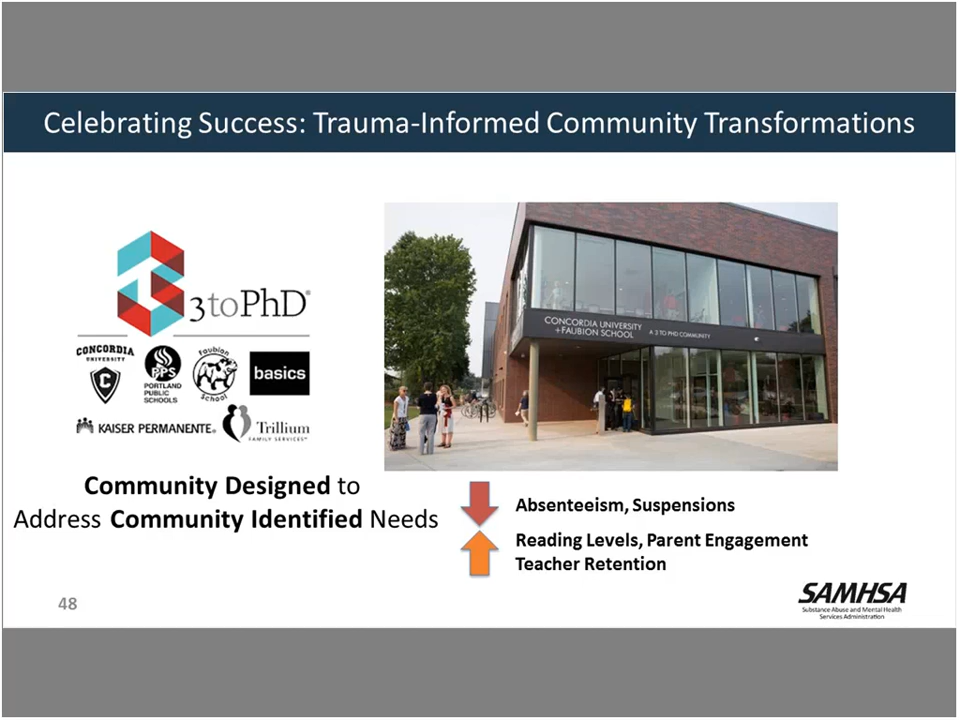 Celebrating Success: Trauma-Informed Community Transformations
3toPhD®
CONCORDIA
UNIVERSITY
C
PPS
PORTLAND
PUBLIC
SCHOOLS
Faubion
School
basics
KAISER PERMANENTE®
Trillium
FAMILY SERVICES
CONCORDIA UNIVERSITY
+FAUBION SCHOOL
A 3 TO PHD COMMUNITY
Community Designed to
Address Community Identified Needs
Absenteeism, Suspensions
Reading Levels, Parent Engagement
Teacher Retention
48
SAMHSA
Substance Abuse and Mental Health
Services Administration